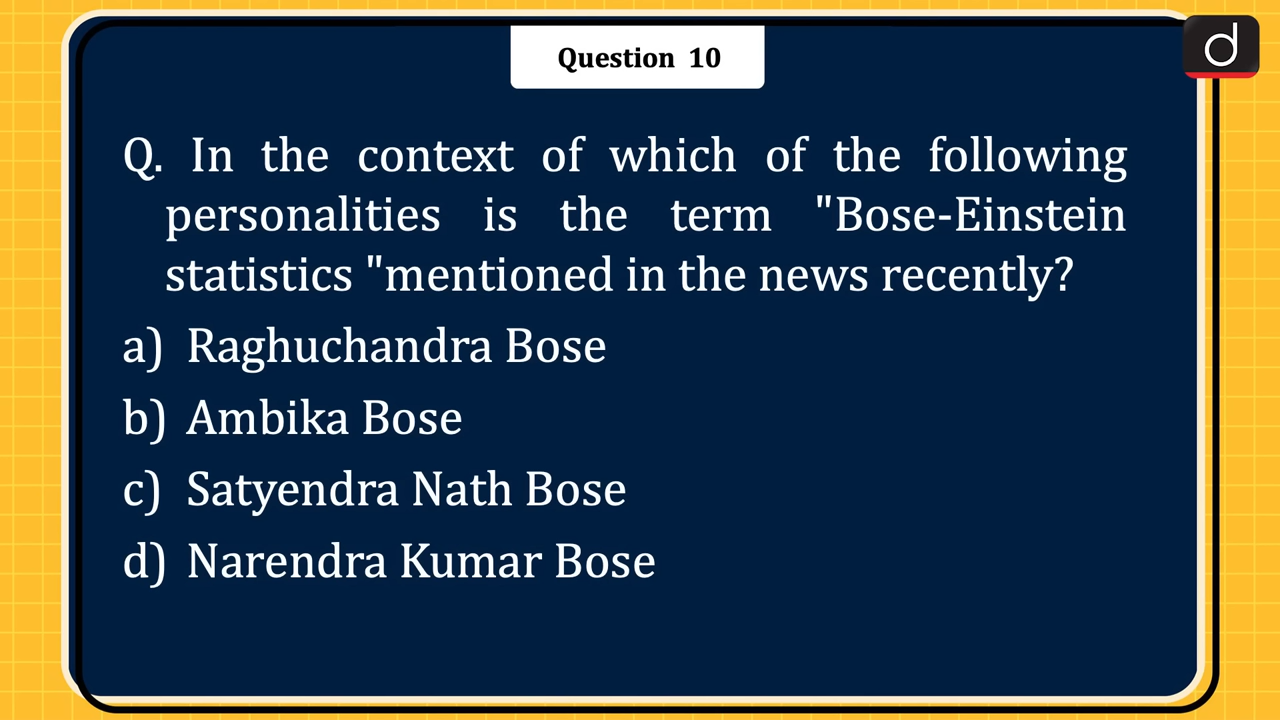 Question 10
d
Q. In the context of which of the following
personalities is the term "Bose-Einstein
statistics "mentioned in the news recently?
a) Raghuchandra Bose
b) Ambika Bose
c) Satyendra Nath Bose
d) Narendra Kumar Bose